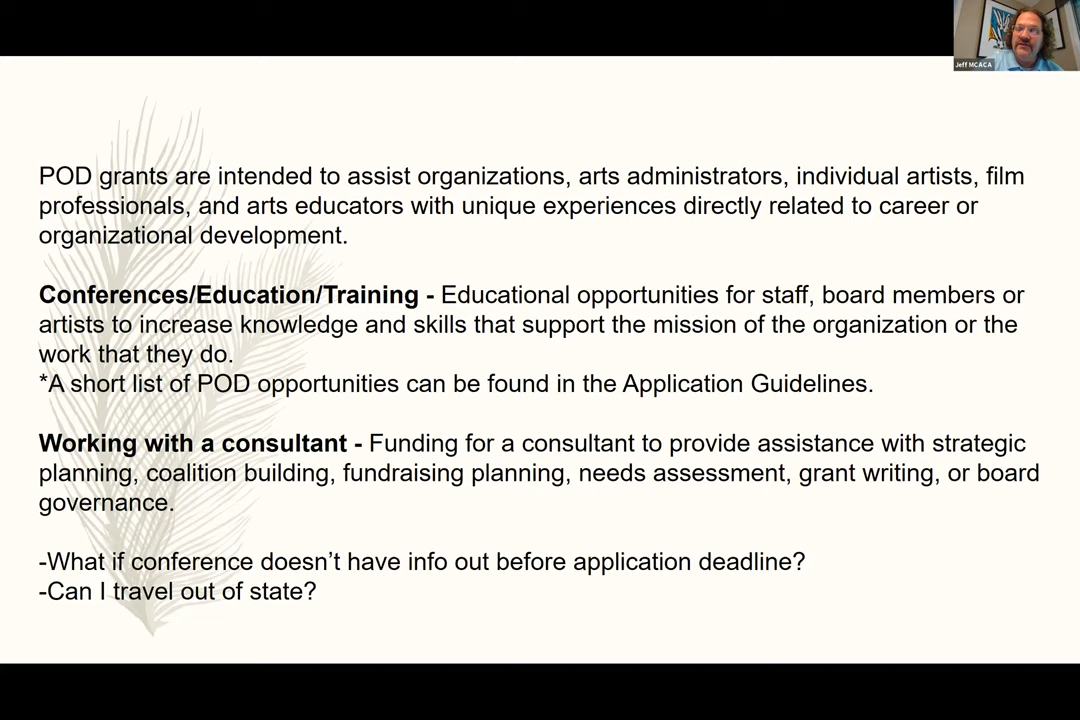 Jeff MCACA
POD grants are intended to assist organizations, arts administrators, individual artists, film
professionals, and arts educators with unique experiences directly related to career or
organizational development.
Conferences/Education/Training - Educational opportunities for staff, board members or
artists to increase knowledge and skills that support the mission of the organization or the
work that they do.
*A short list of POD opportunities can be found in the Application Guidelines.
Working with a consultant - Funding for a consultant to provide assistance with strategic
planning, coalition building, fundraising planning, needs assessment, grant writing, or board
governance.
-What if conference doesn’t have info out before application deadline?
-Can I travel out of state?